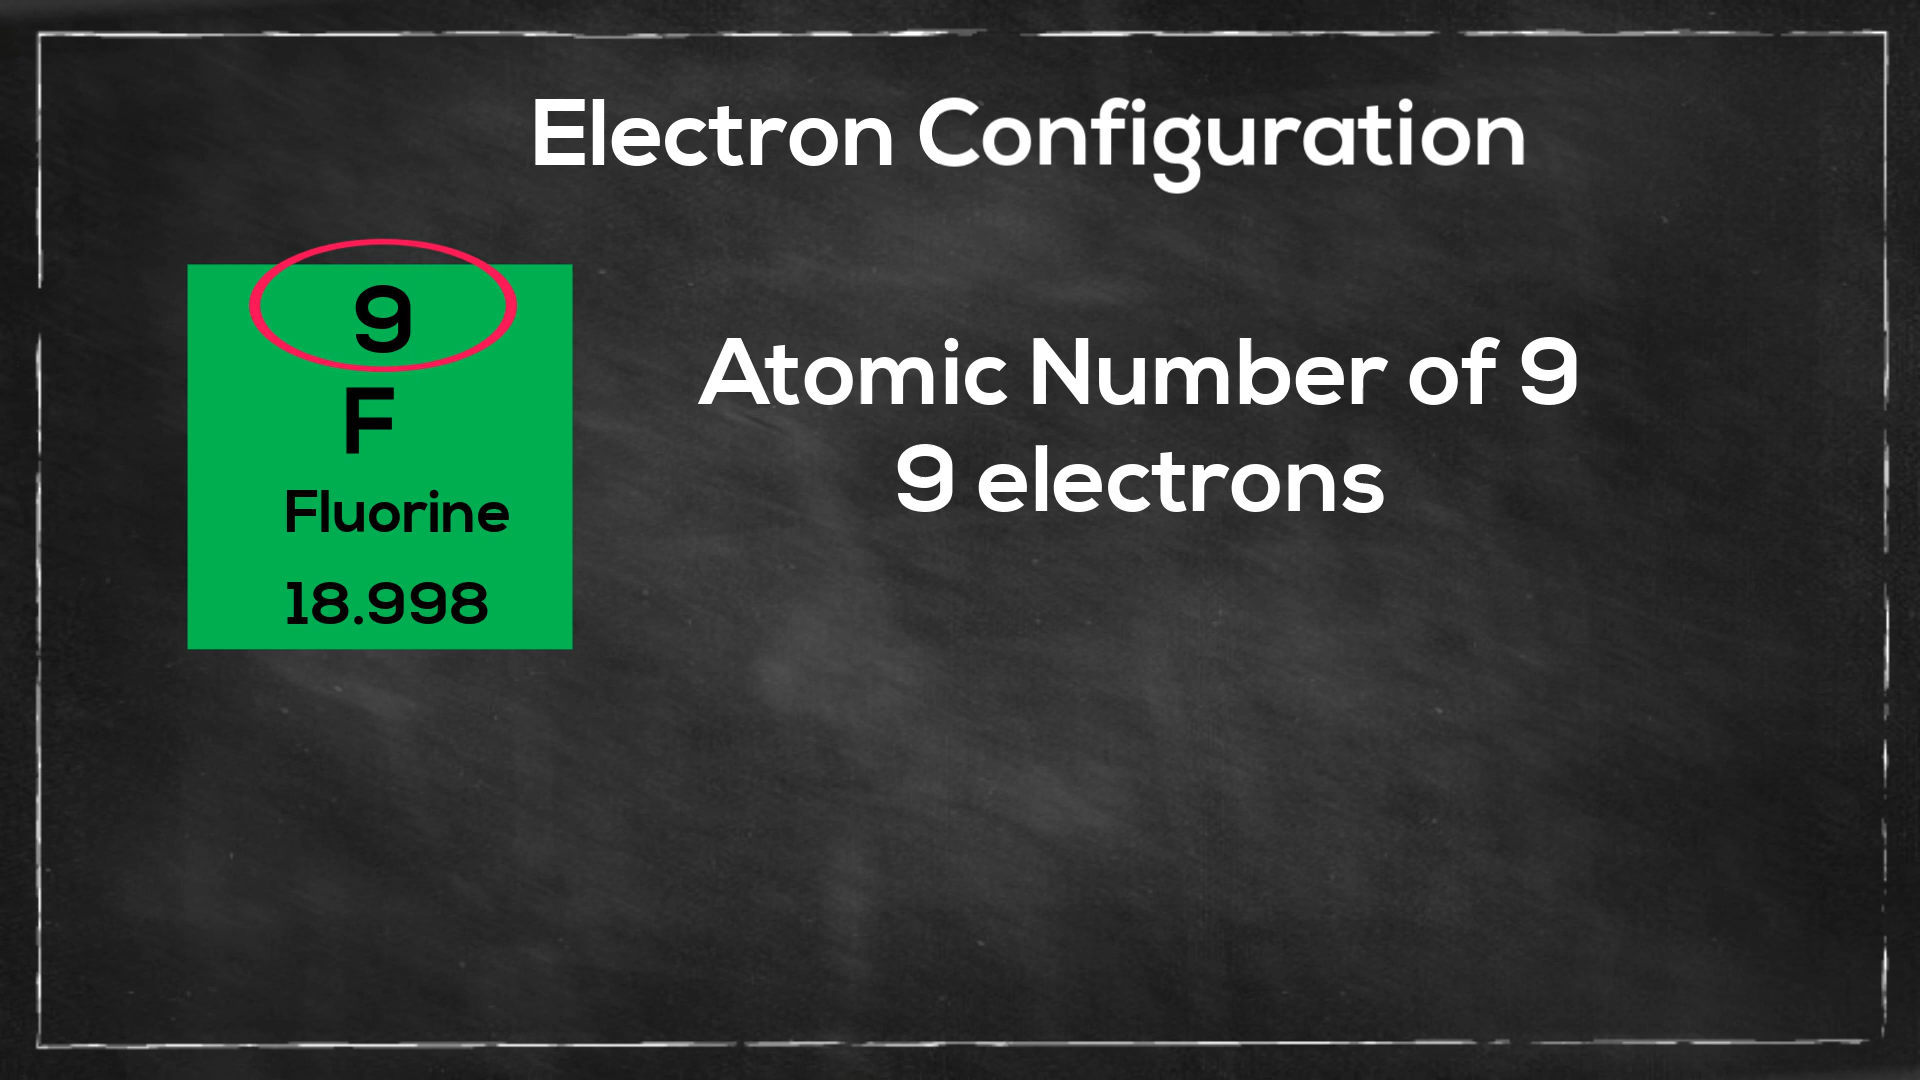 Electron Configuration
9
F
Fluorine
18.998
Atomic Number of 9
9 electrons